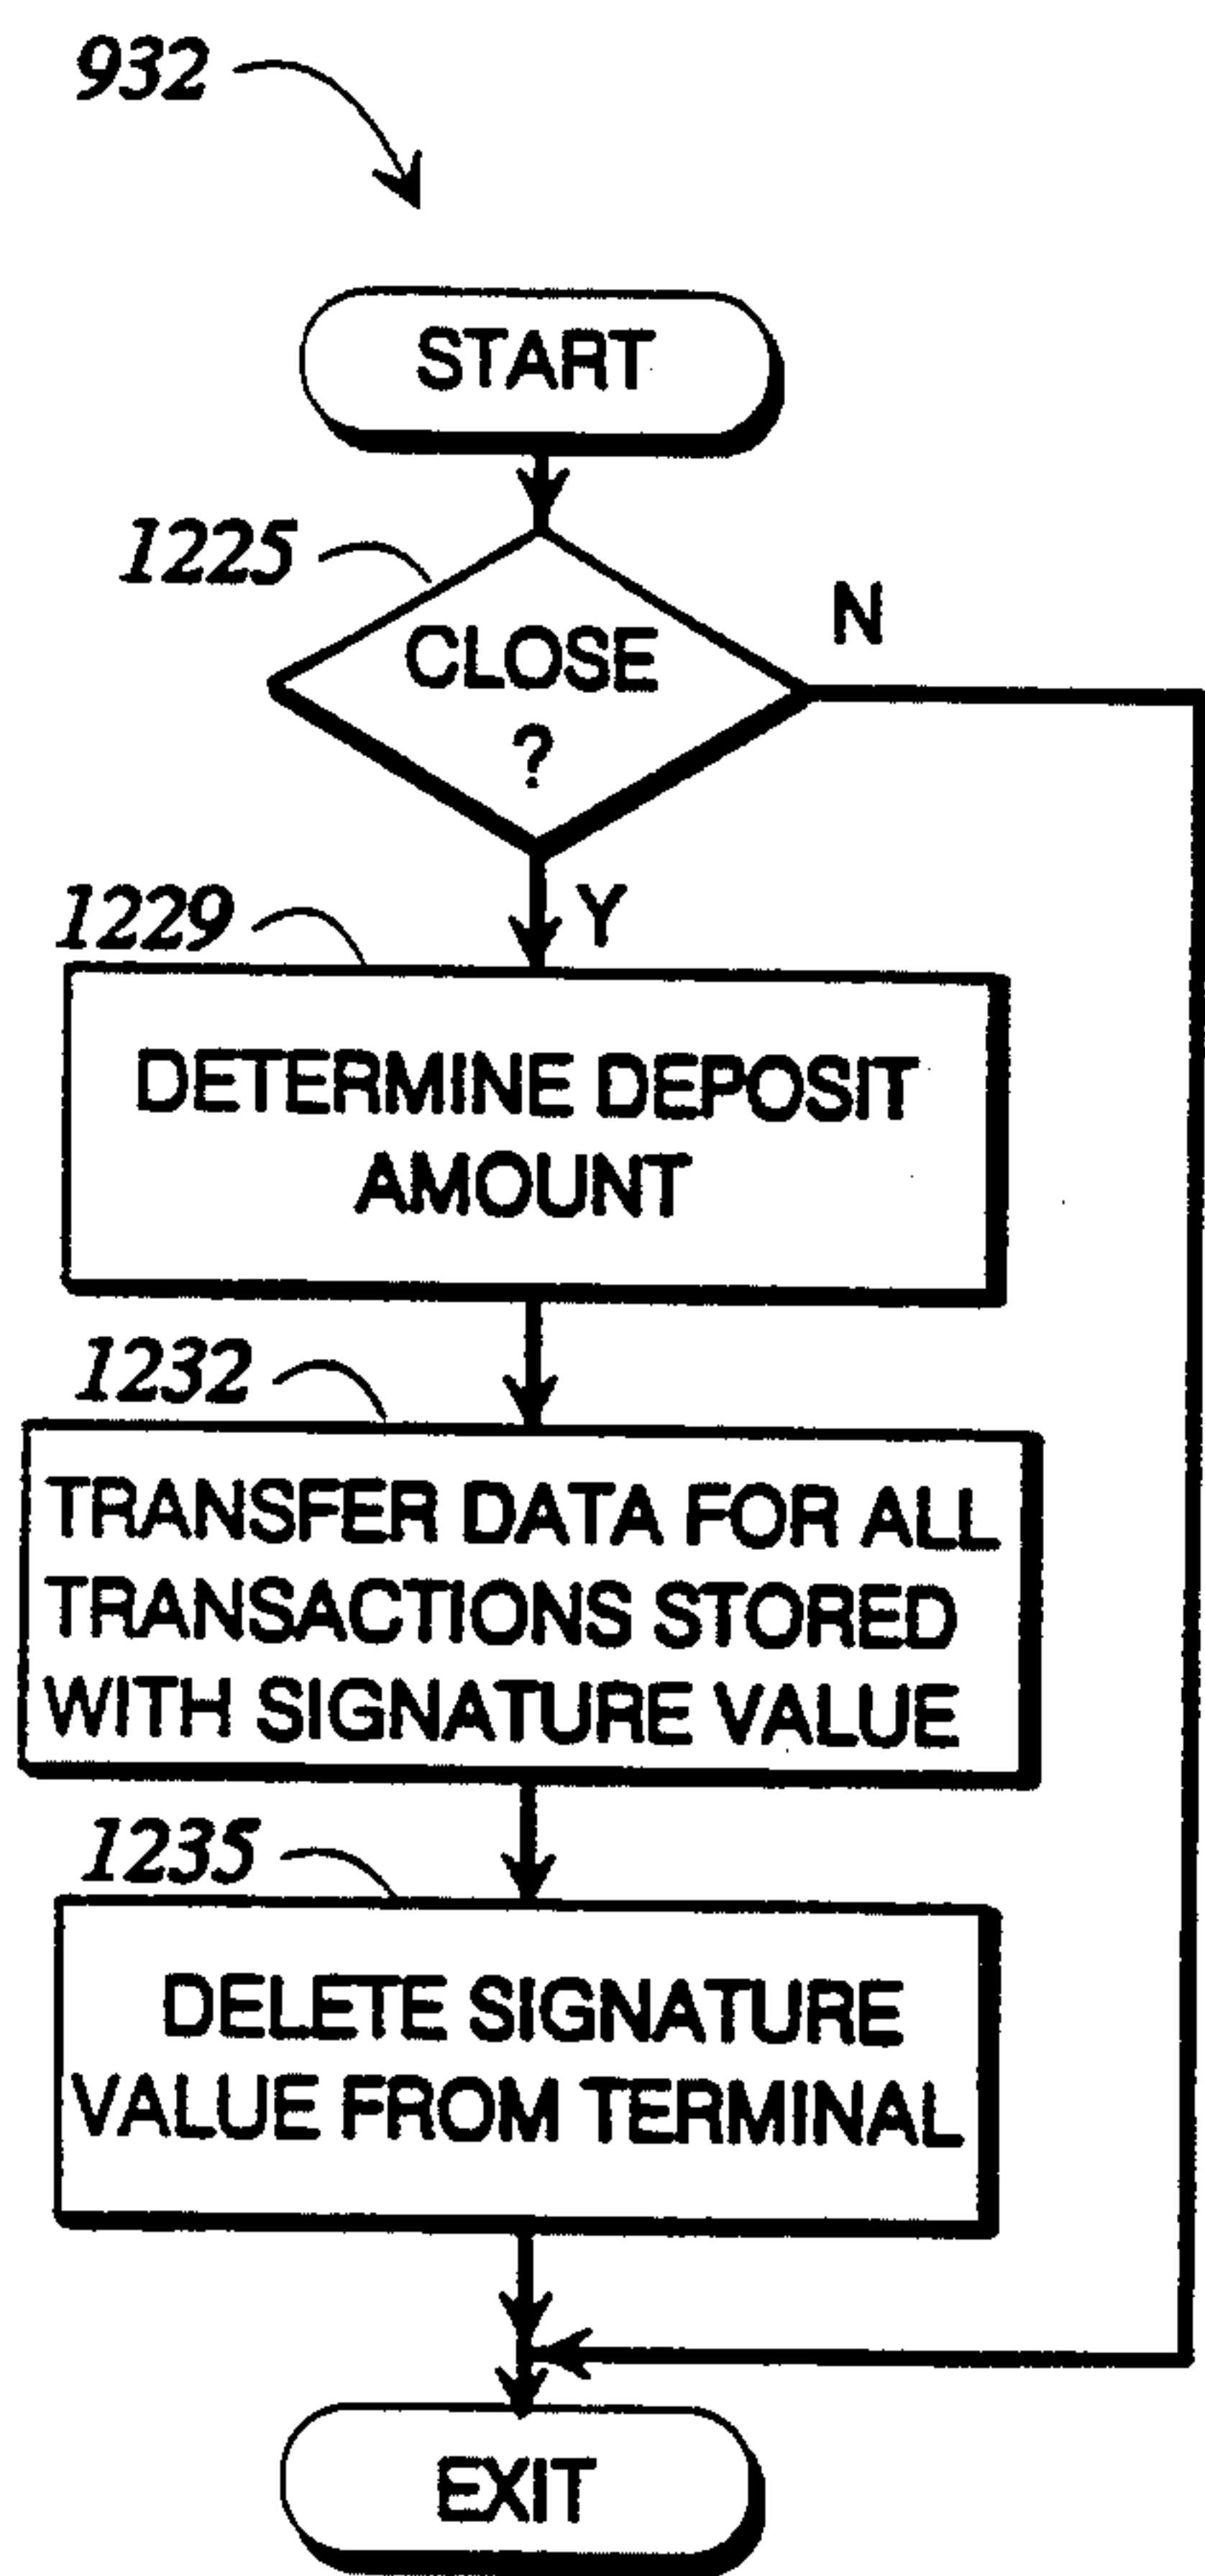 932
START
1225
CLOSE
?
N
Y
1229
DETERMINE DEPOSIT
AMOUNT
1232
TRANSFER DATA FOR ALL
TRANSACTIONS STORED
WITH SIGNATURE VALUE
1235
DELETE SIGNATURE
VALUE FROM TERMINAL
EXIT